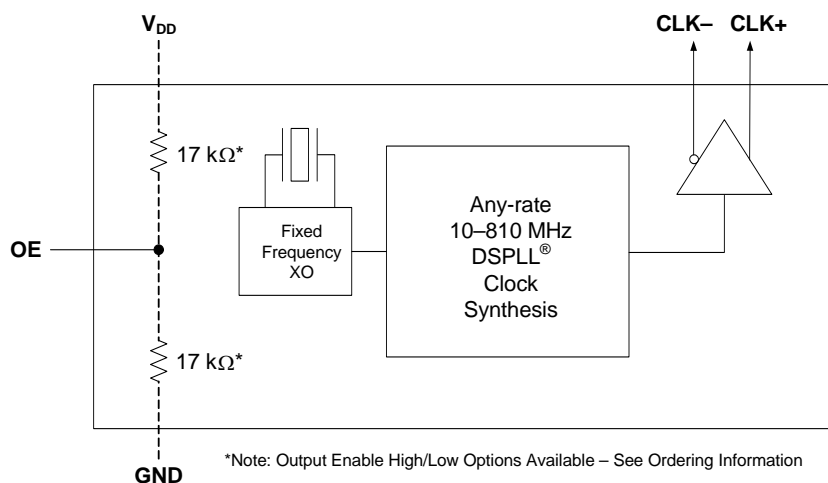 V_DD
CLK–
CLK+
17 kΩ*
Fixed
Frequency
XO
Any-rate
10–810 MHz
DSPLL®
Clock
Synthesis
OE
17 kΩ*
GND
*Note: Output Enable High/Low Options Available – See Ordering Information